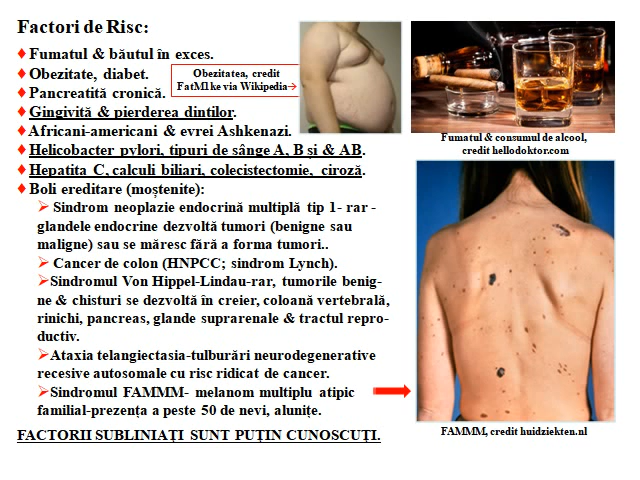 Factori de Risc:
♦ Fumatul & băutul în exces.
♦ Obezitate, diabet.
♦ Pancreatită cronică.
♦ Gingivită & pierderea dinților.
♦ Africani-americani & evrei Ashkenazi.
♦ Helicobacter pylori, tipuri de sânge A, B și & AB.
♦ Hepatita C, calculi biliari, colecistectomie, ciroză.
♦ Boli ereditare (moștenite):
➢ Sindrom neoplazie endocrină multiplă tip 1- rar -
glandele endocrine dezvoltă tumori (benigne sau
maligne) sau se măresc fără a forma tumori..
➢ Cancer de colon (HNPCC; sindrom Lynch).
➢Sindromul Von Hippel-Lindau-rar, tumorile benig-
ne & chisturi se dezvoltă în creier, coloană vertebrală,
rinichi, pancreas, glande suprarenale & tractul repro-
ductiv.
➢Ataxia telangiectasia-tulburări neurodegenerative
recesive autosomale cu risc ridicat de cancer.
➢Sindromul FAMMM- melanom multiplu atipic
familial-prezența a peste 50 de nevi, alunițe.
FACTORII SUBLINIAȚI SUNT PUȚIN CUNOSCUȚI.
Obezitatea, credit
FatM1ke via Wikipedia→
Fumatul & consumul de alcool,
credit hellodoktor.com
FAMMM, credit huidziekten.nl